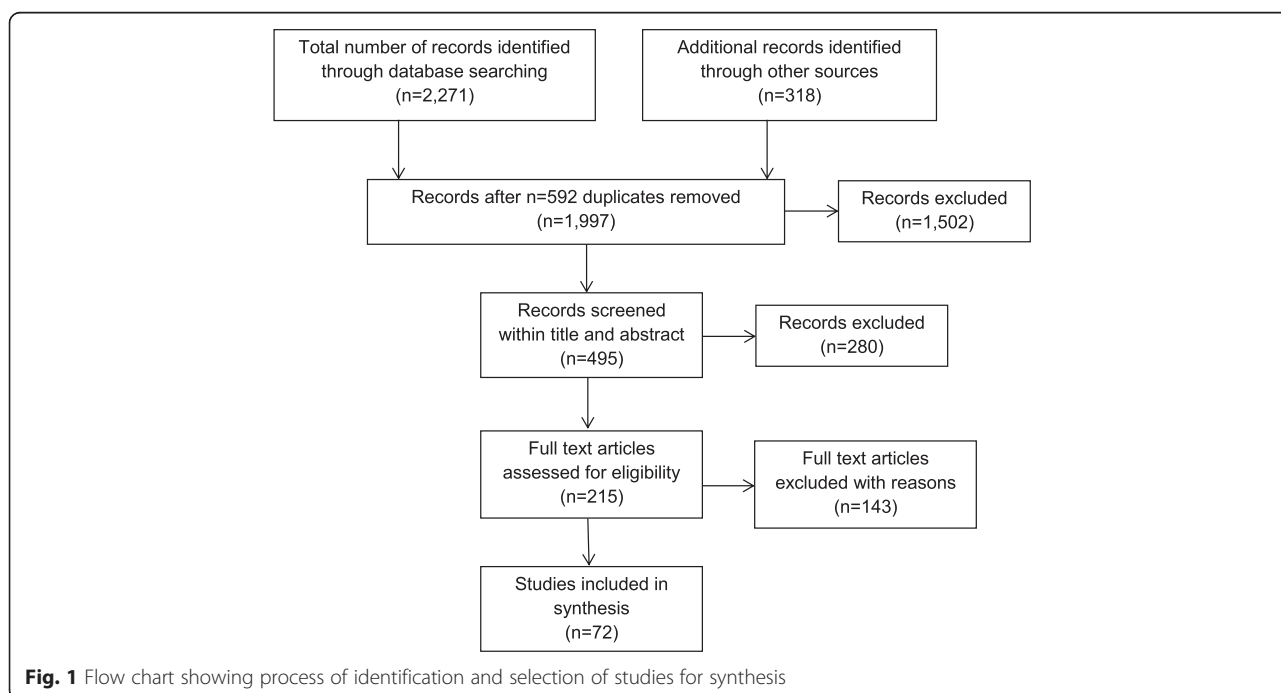 Total number of records identified
through database searching
(n=2,271)
Additional records identified
through other sources
(n=318)
Records after n=592 duplicates removed
(n=1,997)
Records excluded
(n=1,502)
Records screened
within title and abstract
(n=495)
Records excluded
(n=280)
Full text articles
assessed for eligibility
(n=215)
Full text articles
excluded with reasons
(n=143)
Studies included in
synthesis
(n=72)
Fig. 1 Flow chart showing process of identification and selection of studies for synthesis